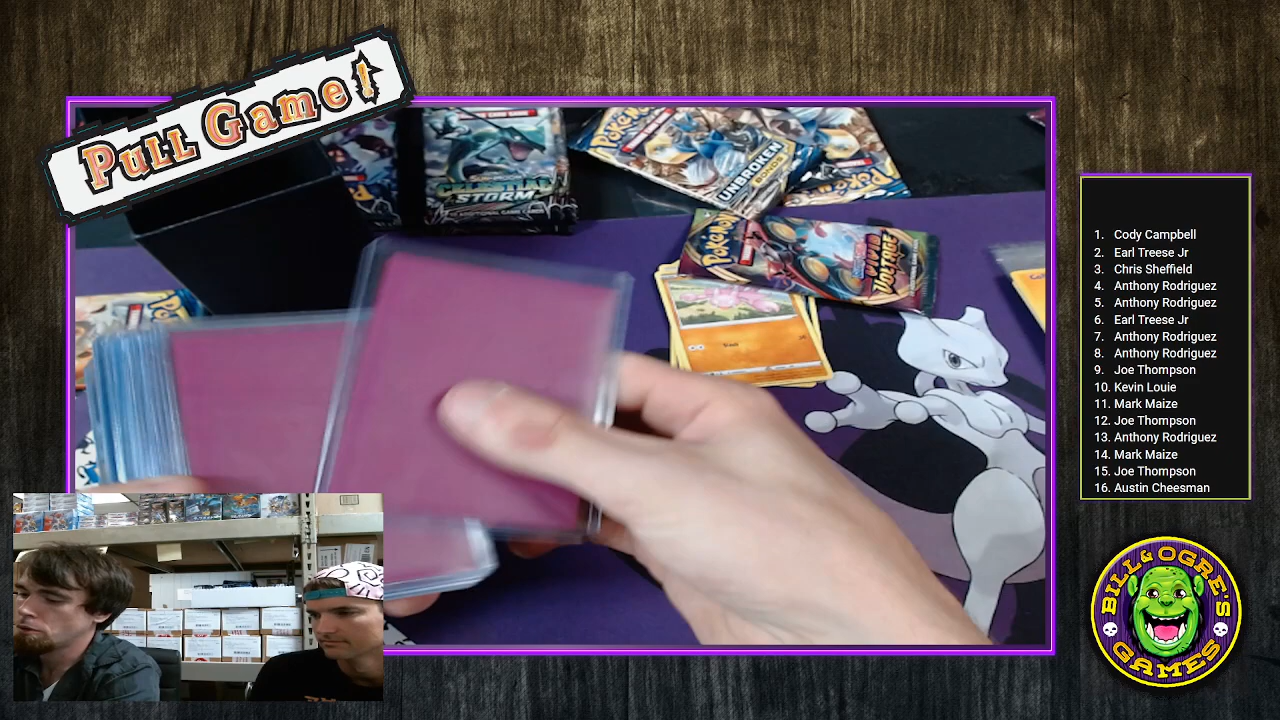 Pull Game!
CELESTIAL
STORM
POKéMON
UNBROKEN
BONDS
Pokémon
VIVID
VOLTAGE
1. Cody Campbell
2. Earl Treese Jr
3. Chris Sheffield
4. Anthony Rodriguez
5. Anthony Rodriguez
6. Earl Treese Jr
7. Anthony Rodriguez
8. Anthony Rodriguez
9. Joe Thompson
10. Kevin Louie
11. Mark Maize
12. Joe Thompson
13. Anthony Rodriguez
14. Mark Maize
15. Joe Thompson
16. Austin Cheesman
BILL & OGRE'S
GAMES